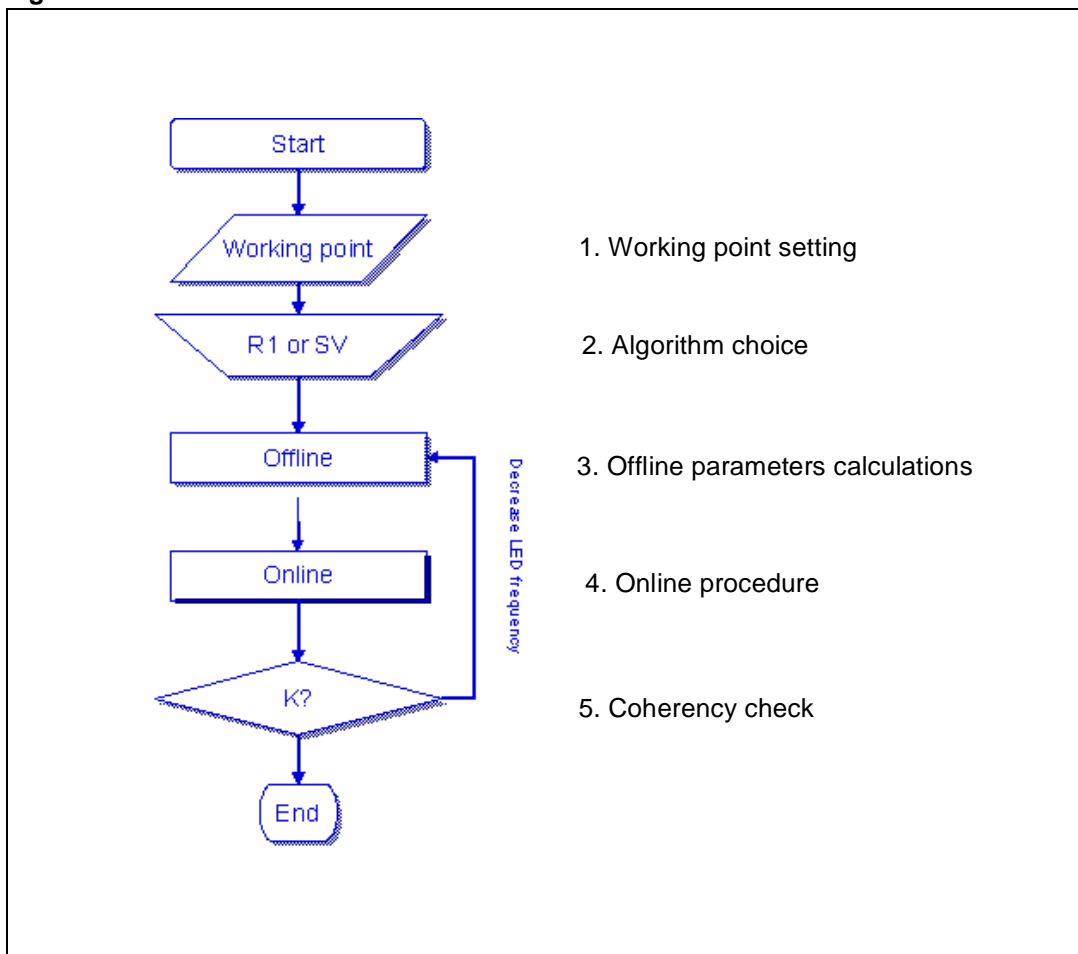 Start
Working point
1. Working point setting
R1 or SV
2. Algorithm choice
Offline
3. Offline parameters calculations
Decrease LED frequency
Online
4. Online procedure
K?
5. Coherency check
End